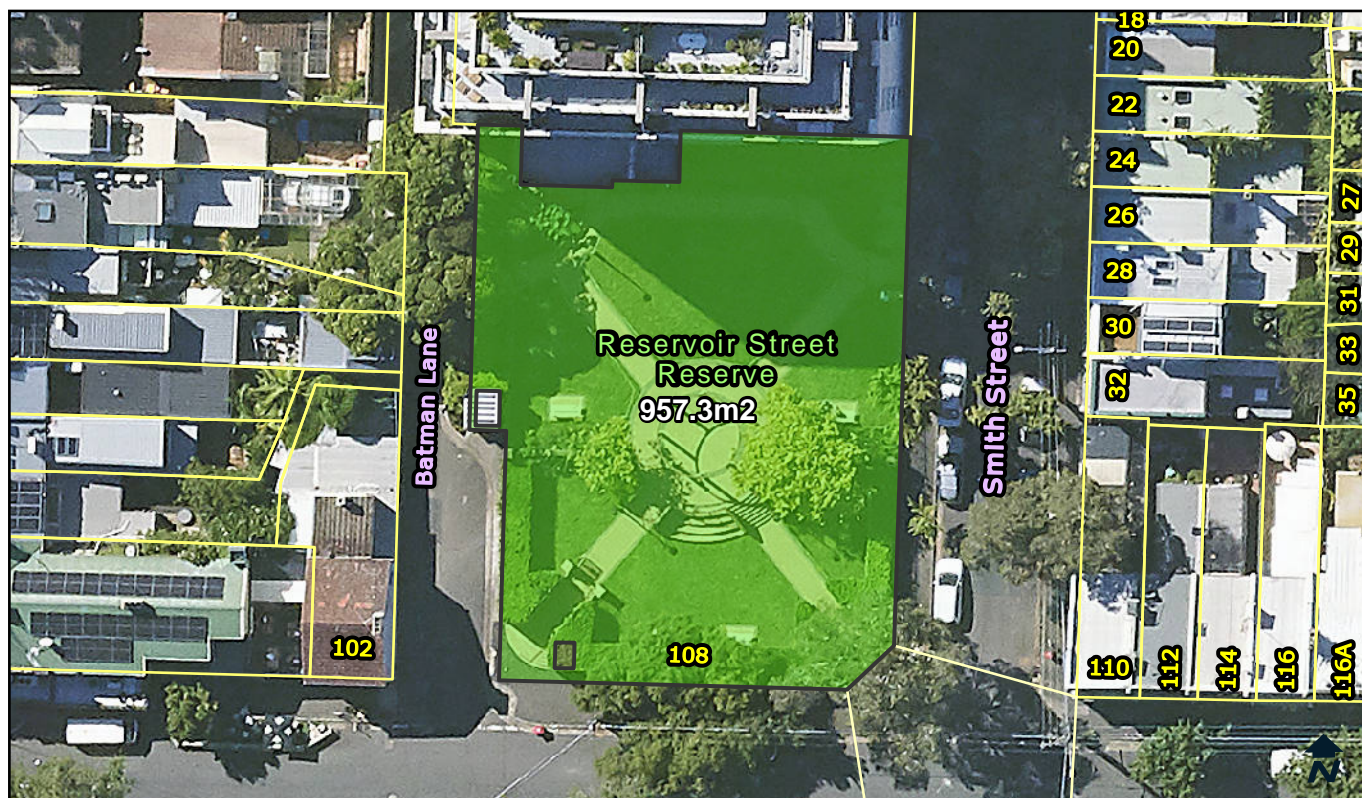 18
20
22
24
26
28
30
32
27
29
31
33
35
Reservoir Street
Reserve
957.3m2
Batman Lane
Smith Street
102
108
110
112
114
116
116A
N